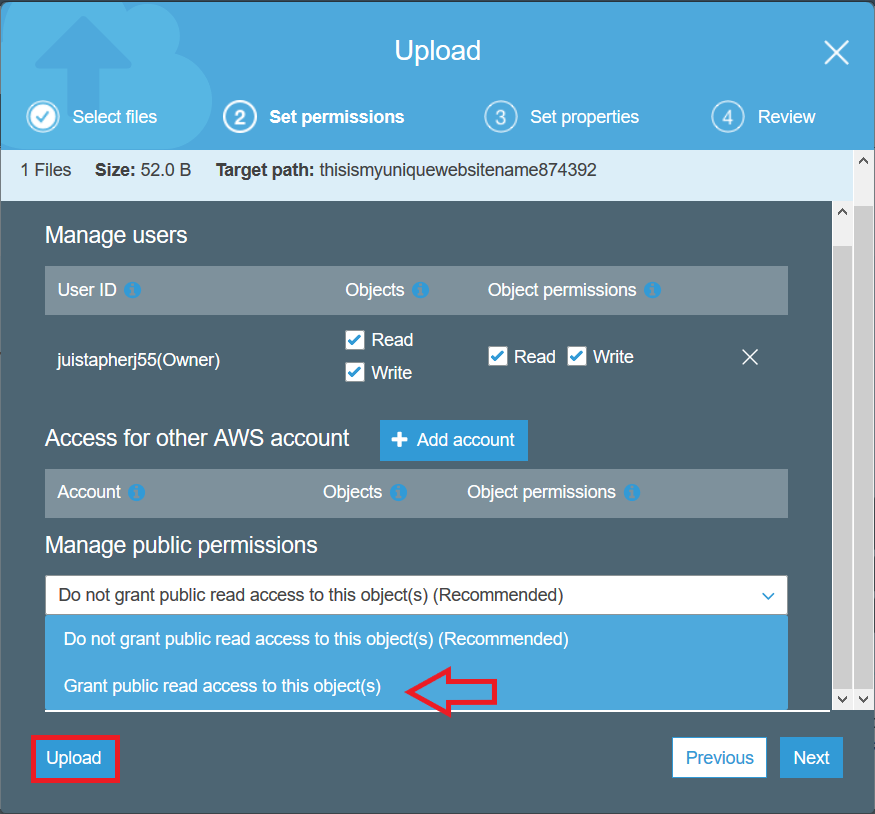 Upload
Select files 2 Set permissions 3 Set properties 4 Review
1 Files Size: 52.0 B Target path: thisismyuniquewebsitename874392
Manage users
User ID Objects Object permissions
juistapherj55(Owner) Read Write Read Write
Access for other AWS account Add account
Account Objects Object permissions
Manage public permissions
Do not grant public read access to this object(s) (Recommended)
Do not grant public read access to this object(s) (Recommended)
Grant public read access to this object(s)
Upload Previous Next